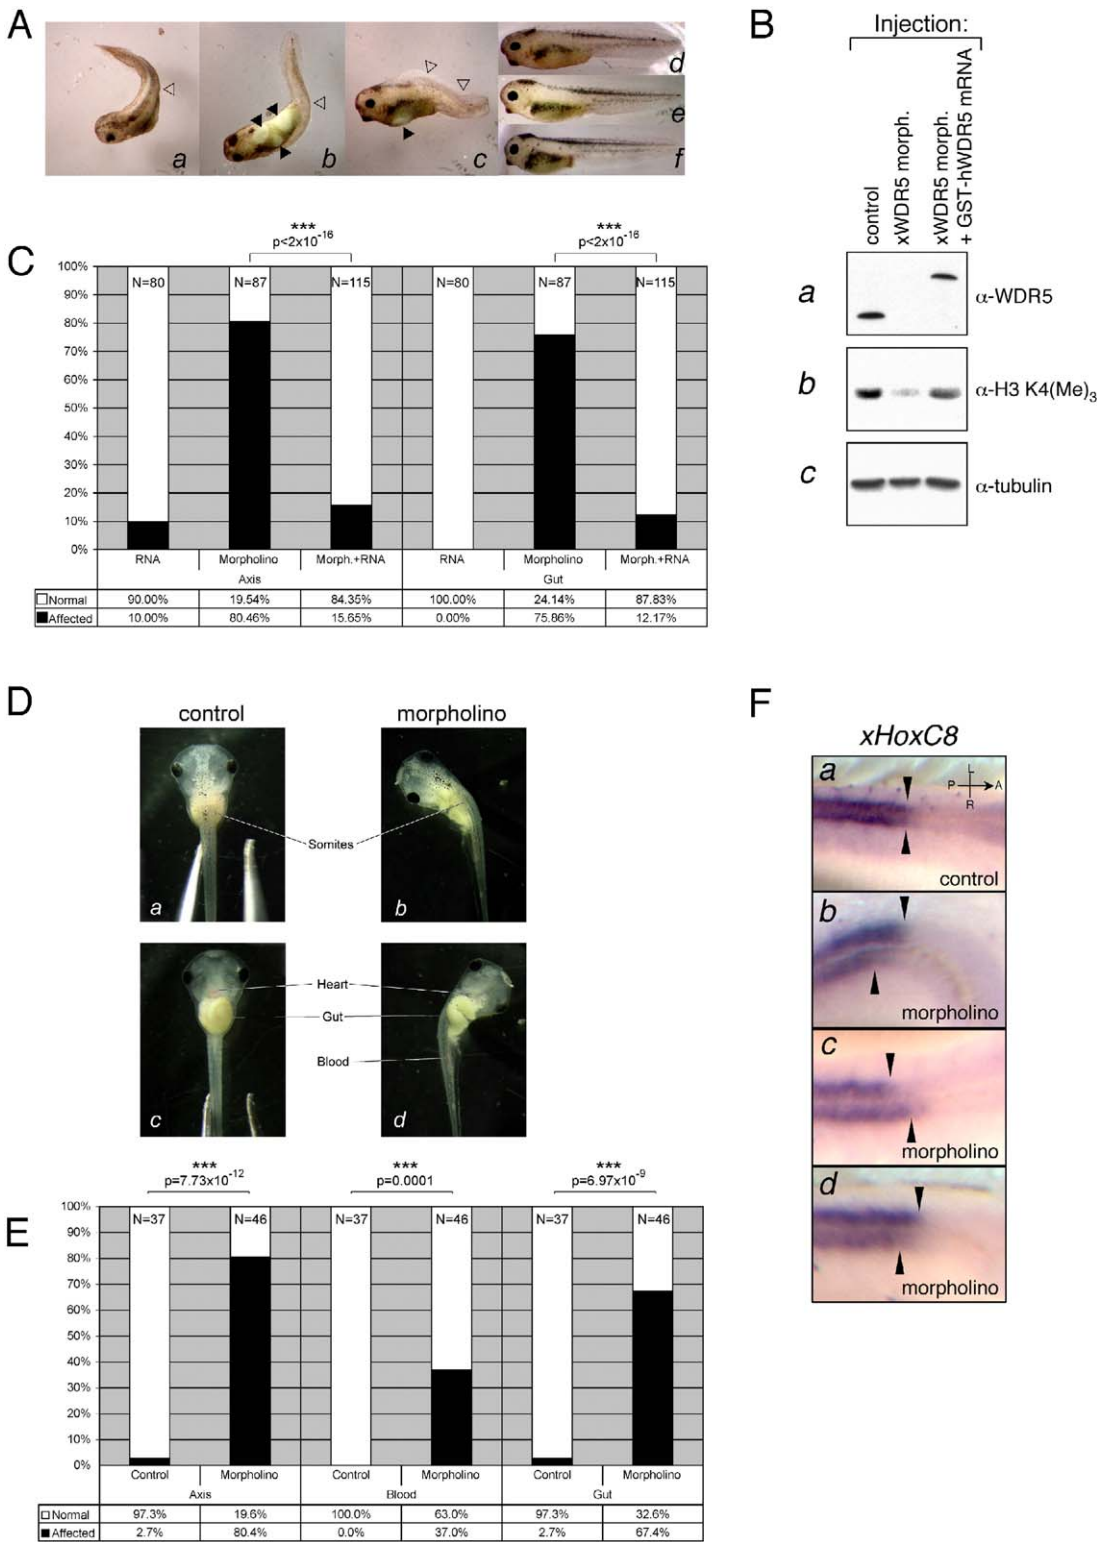 A
a
b
c
d
e
f
B
Injection:
control
xWDR5 morph.
xWDR5 morph.
+ GST-hWDR5 mRNA
a
α-WDR5
b
α-H3 K4(Me)3
c
α-tubulin
C
***
p<2x10-16
***
p<2x10-16
100%
90%
80%
70%
60%
50%
40%
30%
20%
10%
0%
N=80
N=87
N=115
N=80
N=87
N=115
RNA Morpholino Morph.+RNA RNA Morpholino Morph.+RNA
Axis Gut
Normal 90.00% 19.54% 84.35% 100.00% 24.14% 87.83%
Affected 10.00% 80.46% 15.65% 0.00% 75.86% 12.17%
D
control
morpholino
Somites
a
b
Heart
Gut
Blood
c
d
E
***
p=7.73x10-12
***
p=0.0001
***
p=6.97x10-9
100%
90%
80%
70%
60%
50%
40%
30%
20%
10%
0%
N=37
N=46
N=37
N=46
N=37
N=46
Control Morpholino Control Morpholino Control Morpholino
Axis Blood Gut
Normal 97.3% 19.6% 100.0% 63.0% 97.3% 32.6%
Affected 2.7% 80.4% 0.0% 37.0% 2.7% 67.4%
F
xHoxC8
a
L
P A
R
control
b
morpholino
c
morpholino
d
morpholino